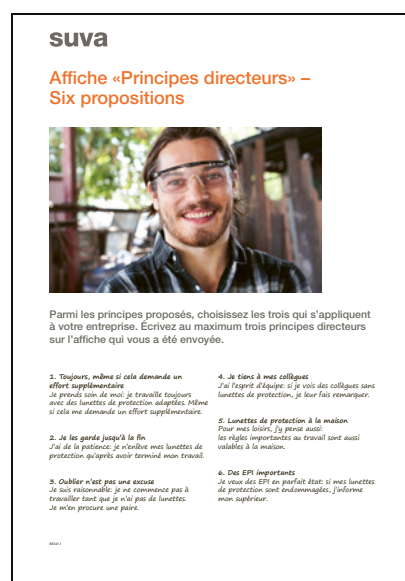 suva
Affiche «Principes directeurs» –
Six propositions
Parmi les principes proposés, choisissez les trois qui s'appliquent
à votre entreprise. Écrivez au maximum trois principes directeurs
sur l'affiche qui vous a été envoyée.
1. Toujours, même si cela demande un
effort supplémentaire
Je prends soin de moi: je travaille toujours
avec des lunettes de protection adaptées. Même
si cela me demande un effort supplémentaire.
2. Je les garde jusqu'à la fin
J'ai de la patience: je n'enlève mes lunettes de
protection qu'après avoir terminé mon travail.
3. Oublier n'est pas une excuse
Je suis raisonnable: je ne commence pas à
travailler tant que je n'ai pas de lunettes.
Je m'en procure une paire.
4. Je tiens à mes collègues
J'ai l'esprit d'équipe: si je vois des collègues sans
lunettes de protection, je leur fais remarquer.
5. Lunettes de protection à la maison
Pour mes loisirs, j'y pense aussi:
les règles importantes au travail sont aussi
valables à la maison.
6. Des EPI importants
Je veux des EPI en parfait état: si mes lunettes
de protection sont endommagées, j'informe
mon supérieur.